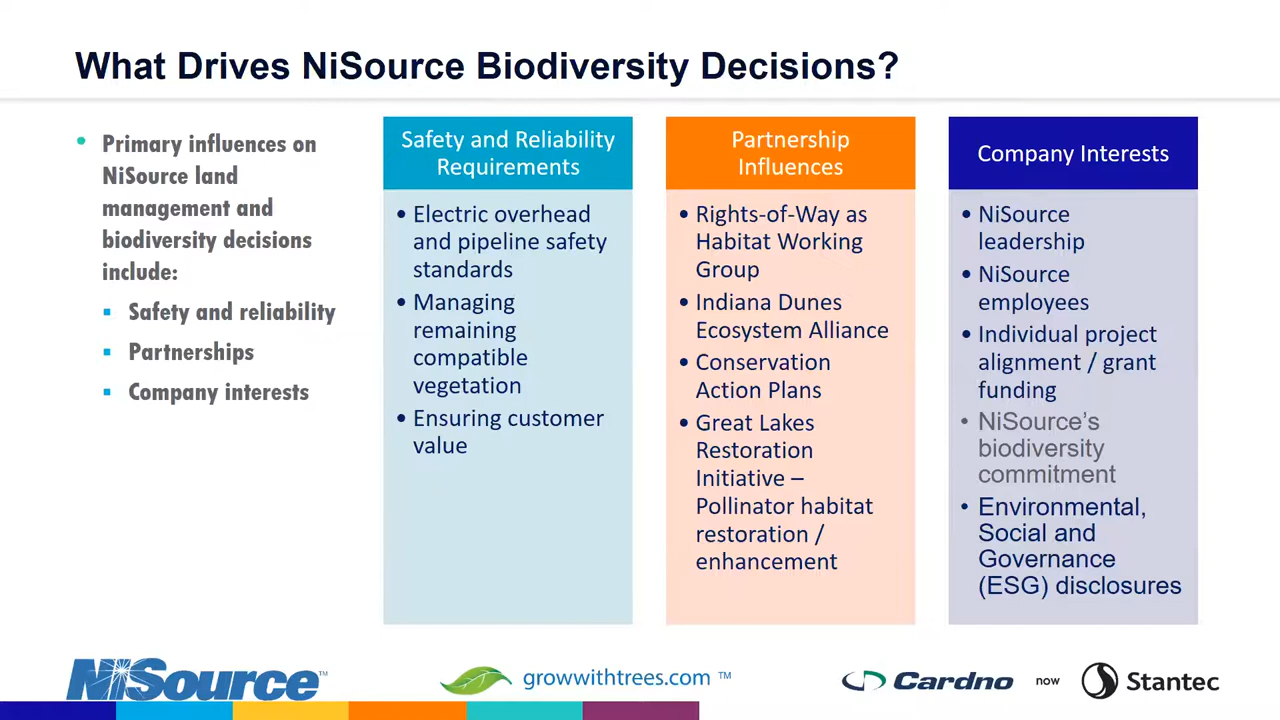 What Drives NiSource Biodiversity Decisions?
• Primary influences on
NiSource land
management and
biodiversity decisions
include:
▪ Safety and reliability
▪ Partnerships
▪ Company interests
Safety and Reliability
Requirements
• Electric overhead
and pipeline safety
standards
• Managing
remaining
compatible
vegetation
• Ensuring customer
value
Partnership
Influences
• Rights-of-Way as
Habitat Working
Group
• Indiana Dunes
Ecosystem Alliance
• Conservation
Action Plans
• Great Lakes
Restoration
Initiative –
Pollinator habitat
restoration /
enhancement
Company Interests
• NiSource
leadership
• NiSource
employees
• Individual project
alignment / grant
funding
• NiSource’s
biodiversity
commitment
• Environmental,
Social and
Governance
(ESG) disclosures
NiSource™
growwithtrees.com ™
Cardno now Stantec